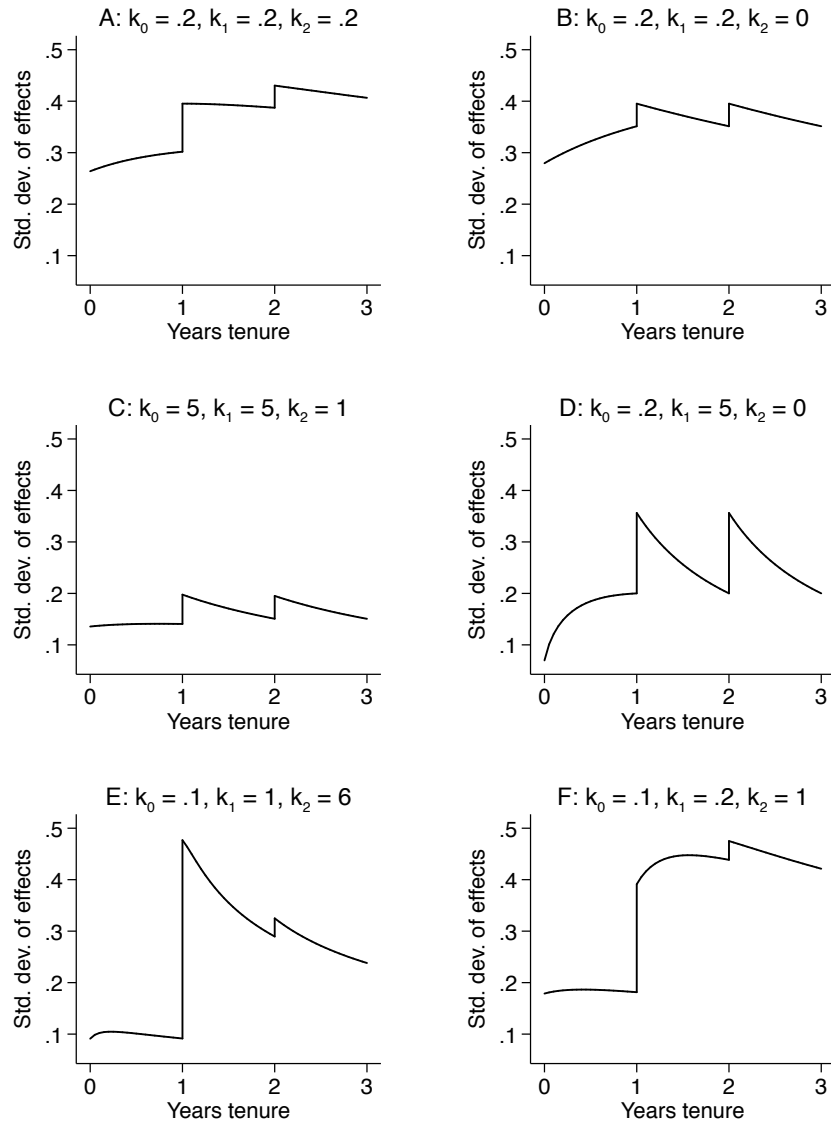 A: k₀ = .2, k₁ = .2, k₂ = .2
.5
.4
.3
.2
.1
Std. dev. of effects
0 1 2 3
Years tenure
B: k₀ = .2, k₁ = .2, k₂ = 0
.5
.4
.3
.2
.1
Std. dev. of effects
0 1 2 3
Years tenure
C: k₀ = 5, k₁ = 5, k₂ = 1
.5
.4
.3
.2
.1
Std. dev. of effects
0 1 2 3
Years tenure
D: k₀ = .2, k₁ = 5, k₂ = 0
.5
.4
.3
.2
.1
Std. dev. of effects
0 1 2 3
Years tenure
E: k₀ = .1, k₁ = 1, k₂ = 6
.5
.4
.3
.2
.1
Std. dev. of effects
0 1 2 3
Years tenure
F: k₀ = .1, k₁ = .2, k₂ = 1
.5
.4
.3
.2
.1
Std. dev. of effects
0 1 2 3
Years tenure